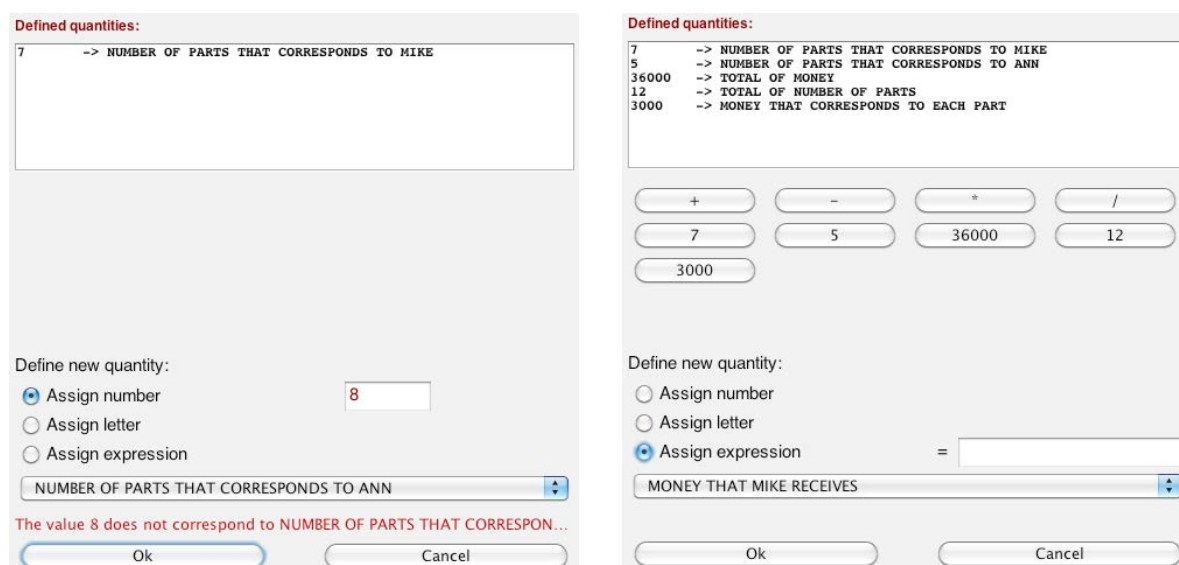 Defined quantities:
7 -> NUMBER OF PARTS THAT CORRESPONDS TO MIKE
Define new quantity:
Assign number 8
Assign letter
Assign expression
NUMBER OF PARTS THAT CORRESPONDS TO ANN
The value 8 does not correspond to NUMBER OF PARTS THAT CORRESPON...
Ok Cancel
Defined quantities:
7 -> NUMBER OF PARTS THAT CORRESPONDS TO MIKE
5 -> NUMBER OF PARTS THAT CORRESPONDS TO ANN
36000 -> TOTAL OF MONEY
12 -> TOTAL OF NUMBER OF PARTS
3000 -> MONEY THAT CORRESPONDS TO EACH PART
+ - * /
7 5 36000 12
3000
Define new quantity:
Assign number
Assign letter
Assign expression =
MONEY THAT MIKE RECEIVES
Ok Cancel